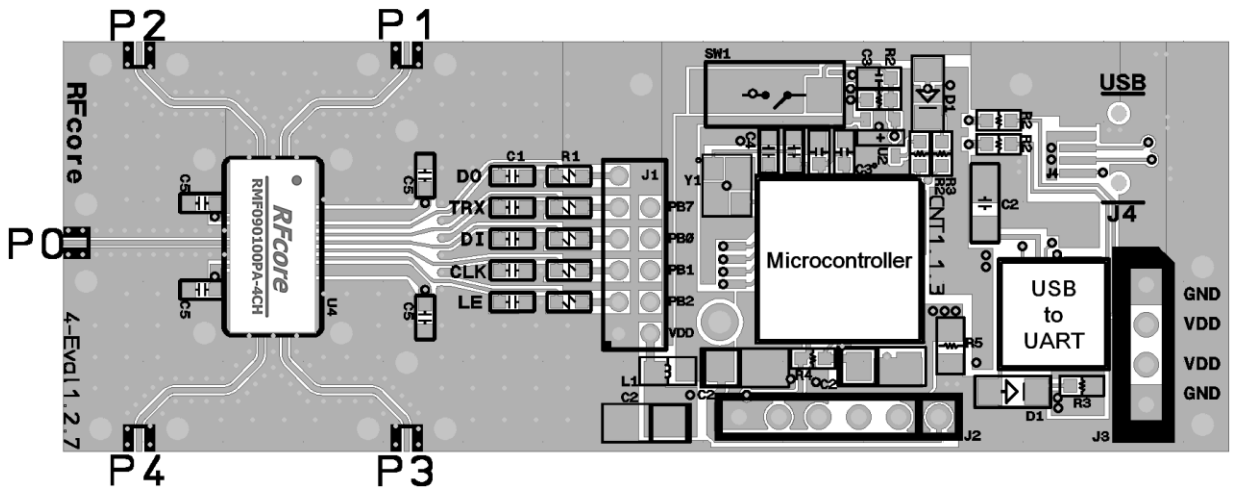 P2
P1
SW1
C3
R2
D1
USB
R2
R2
RFcore
C4
U2
C3
R2
R3
J4
C5
C5
C1
R1
J1
Y1
D0
TRX
PB7
DI
PB0
CLK
PB1
LE
PB2
VDD
P0
RFcore
RMF090100PA-4CH
U4
C5
C5
Microcontroller
CNT1.1.3
C2
J4
USB
to
UART
GND
VDD
VDD
GND
R5
4-Eval1.2.7
L1
C2
R4
C2
C2
D1
R3
J2
J3
P4
P3